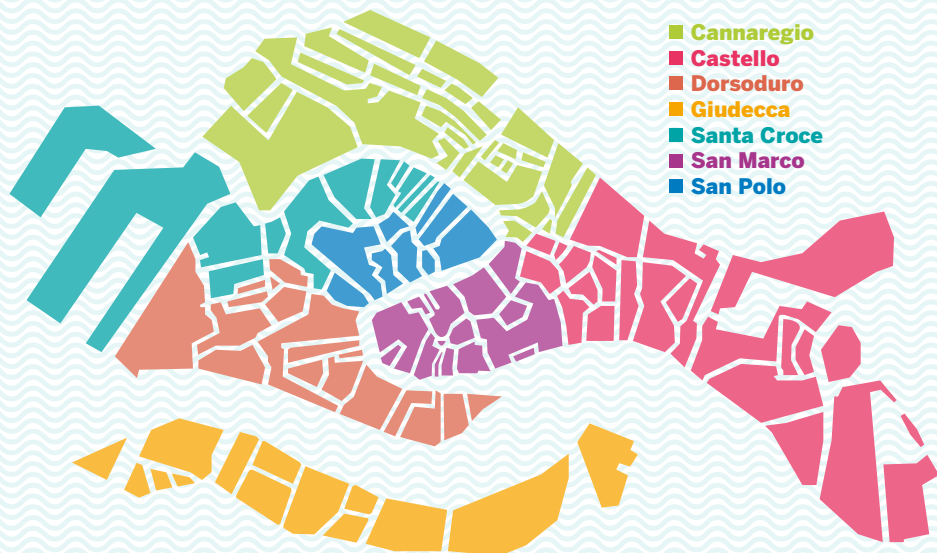 Cannaregio
Castello
Dorsoduro
Giudecca
Santa Croce
San Marco
San Polo